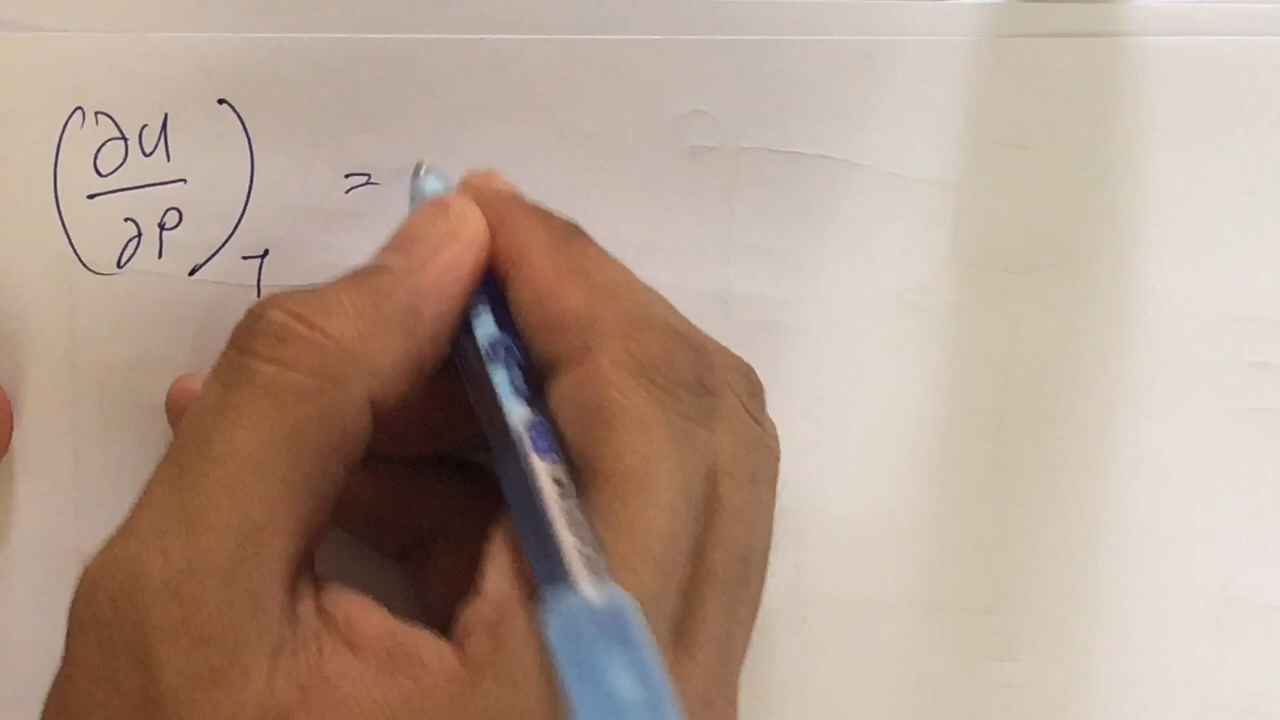 (∂U/∂P)_T =